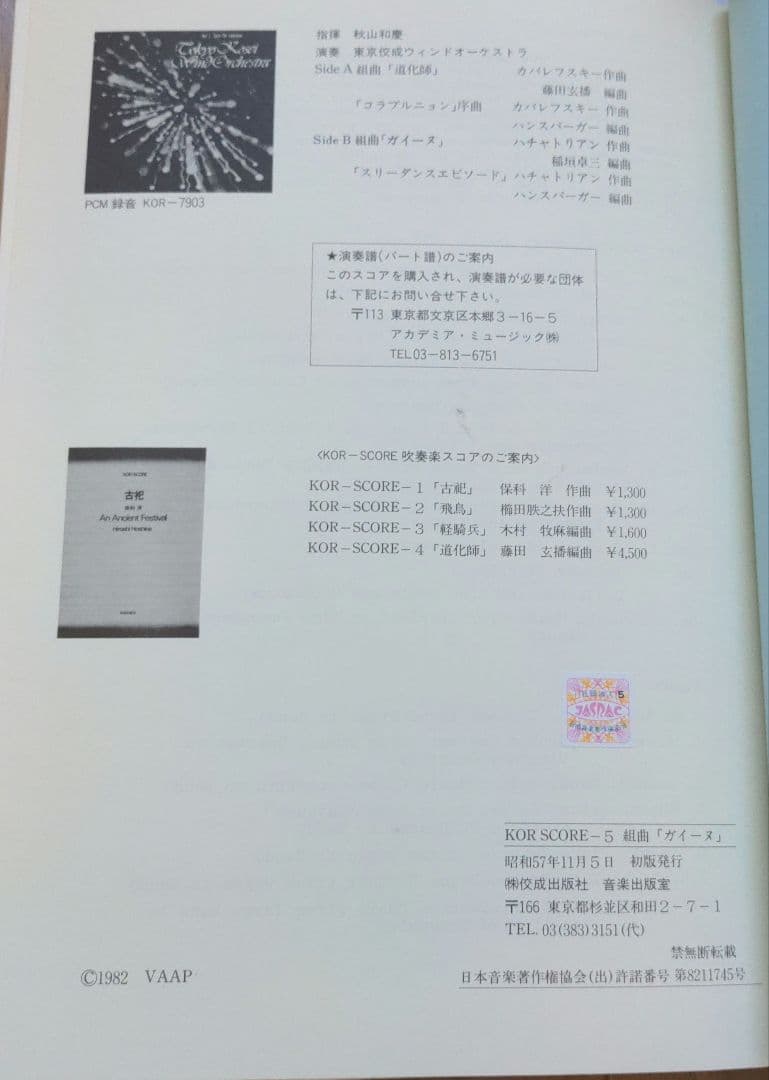 Tokyo Kosei
Wind Orchestra
PCM 録音 KOR−7903
指揮 秋山和慶
演奏 東京佼成ウィンドオーケストラ
Side A 組曲「道化師」 カバレフスキー作曲
藤田玄播 編曲
「コラブルニョン」序曲 カバレフスキー 作曲
ハンスバーガー 編曲
Side B 組曲「ガイーヌ」 ハチャトリアン 作曲
稲垣卓三 編曲
「スリーダンスエピソード」ハチャトリアン 作曲
ハンスバーガー 編曲
★演奏譜(パート譜)のご案内
このスコアを購入され、演奏譜が必要な団体
は、下記にお問い合せ下さい。
〒113 東京都文京区本郷3−16−5
アカデミア・ミュージック㈱
TEL03−813−6751
KOR SCORE
古祀
保科 洋
An Ancient Festival
Hiroshi Hoshina
〈KOR−SCORE 吹奏楽スコアのご案内〉
KOR−SCORE−1「古祀」 保科 洋 作曲 ￥1,300
KOR−SCORE−2「飛鳥」 櫛田胅之扶作曲 ￥1,300
KOR−SCORE−3「軽騎兵」 木村 牧麻編曲 ￥1,600
KOR−SCORE−4「道化師」 藤田 玄播編曲 ￥4,500
5
JASRAC
KOR SCORE−5 組曲「ガイーヌ」
昭和57年11月5日 初版発行
㈱佼成出版社 音楽出版室
〒166 東京都杉並区和田2−7−1
TEL. 03(383)3151(代)
禁無断転載
日本音楽著作権協会(出)許諾番号 第8211745号
©1982 VAAP